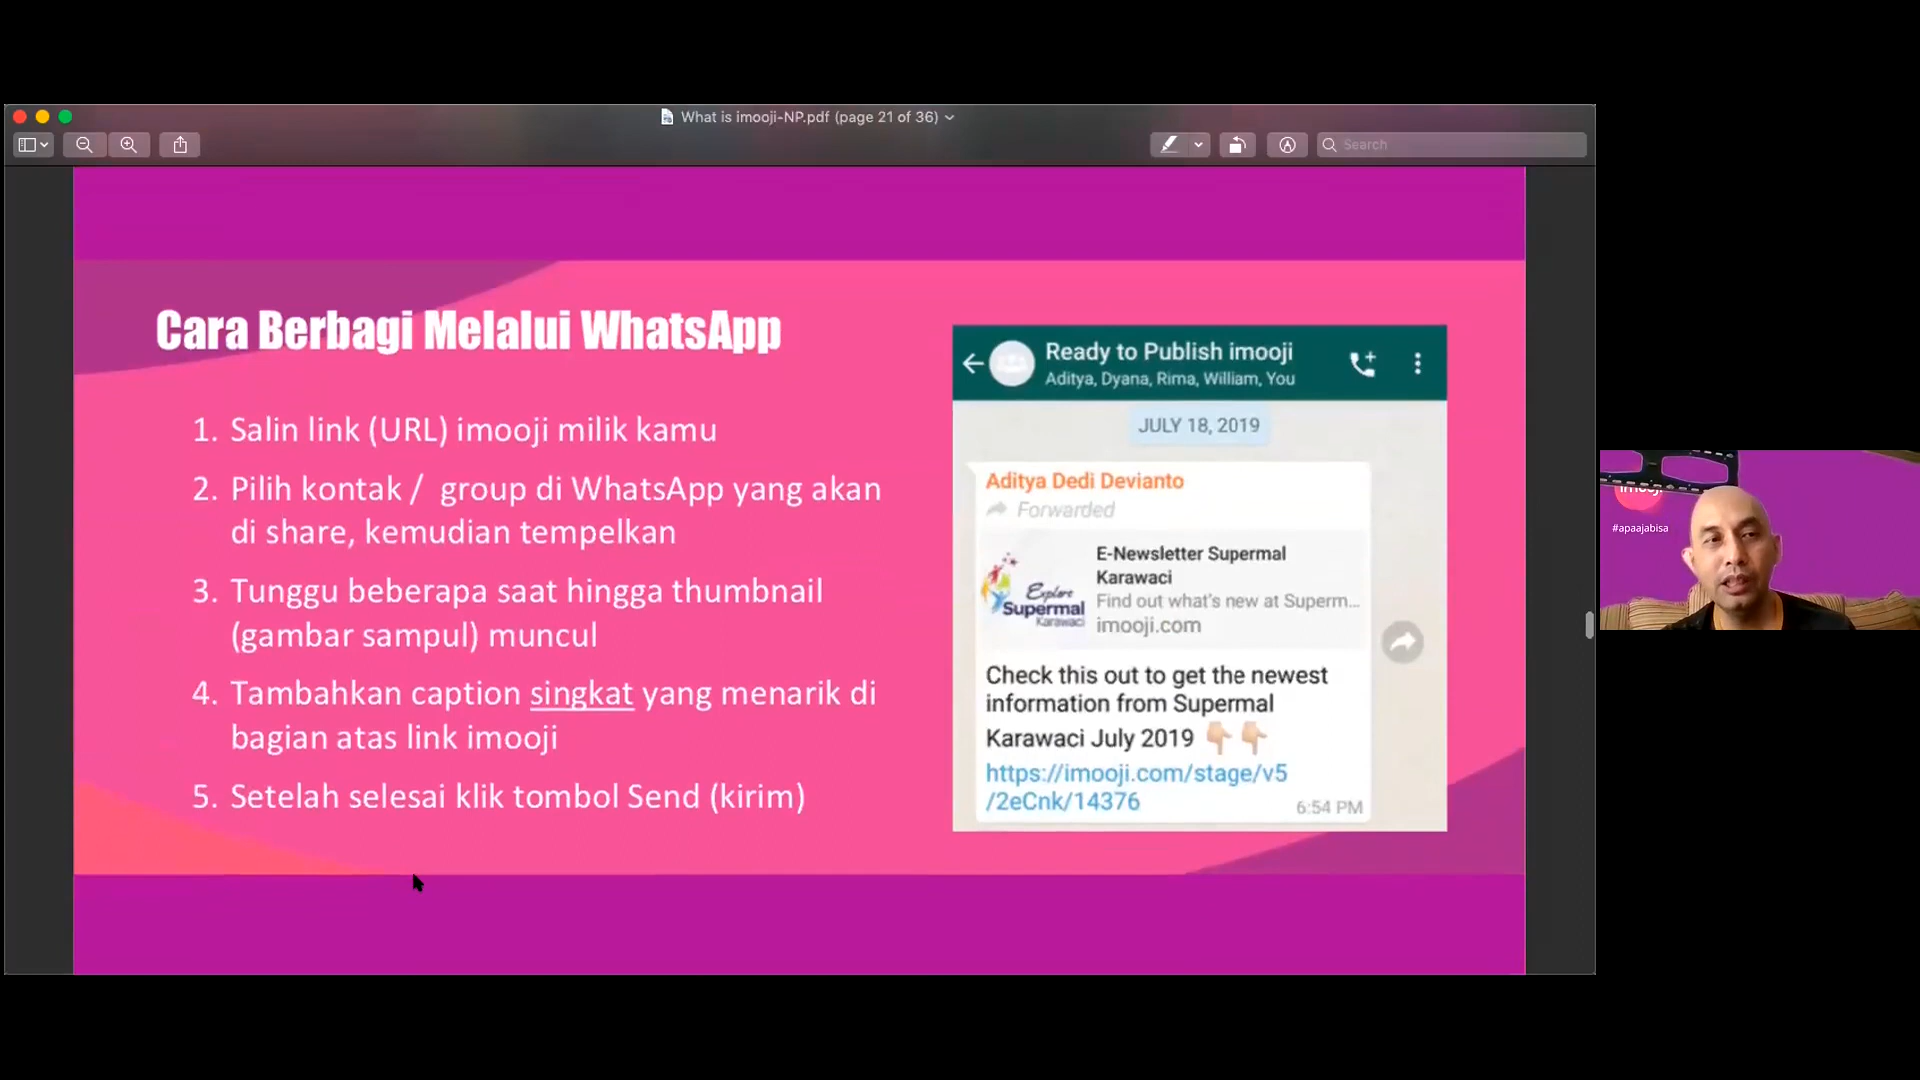 What is imooji-NP.pdf (page 21 of 36)
Search
Cara Berbagi Melalui WhatsApp
1. Salin link (URL) imooji milik kamu
2. Pilih kontak / group di WhatsApp yang akan
di share, kemudian tempelkan
3. Tunggu beberapa saat hingga thumbnail
(gambar sampul) muncul
4. Tambahkan caption singkat yang menarik di
bagian atas link imooji
5. Setelah selesai klik tombol Send (kirim)
Ready to Publish imooji
Aditya, Dyana, Rima, William, You
JULY 18, 2019
Aditya Dedi Devianto
Forwarded
Explore
Supermal
Karawaci
E-Newsletter Supermal
Karawaci
Find out what's new at Superm...
imooji.com
Check this out to get the newest
information from Supermal
Karawaci July 2019 👇🏻👇🏻
https://imooji.com/stage/v5
/2eCnk/14376
6:54 PM
imooji
#apaajabisa